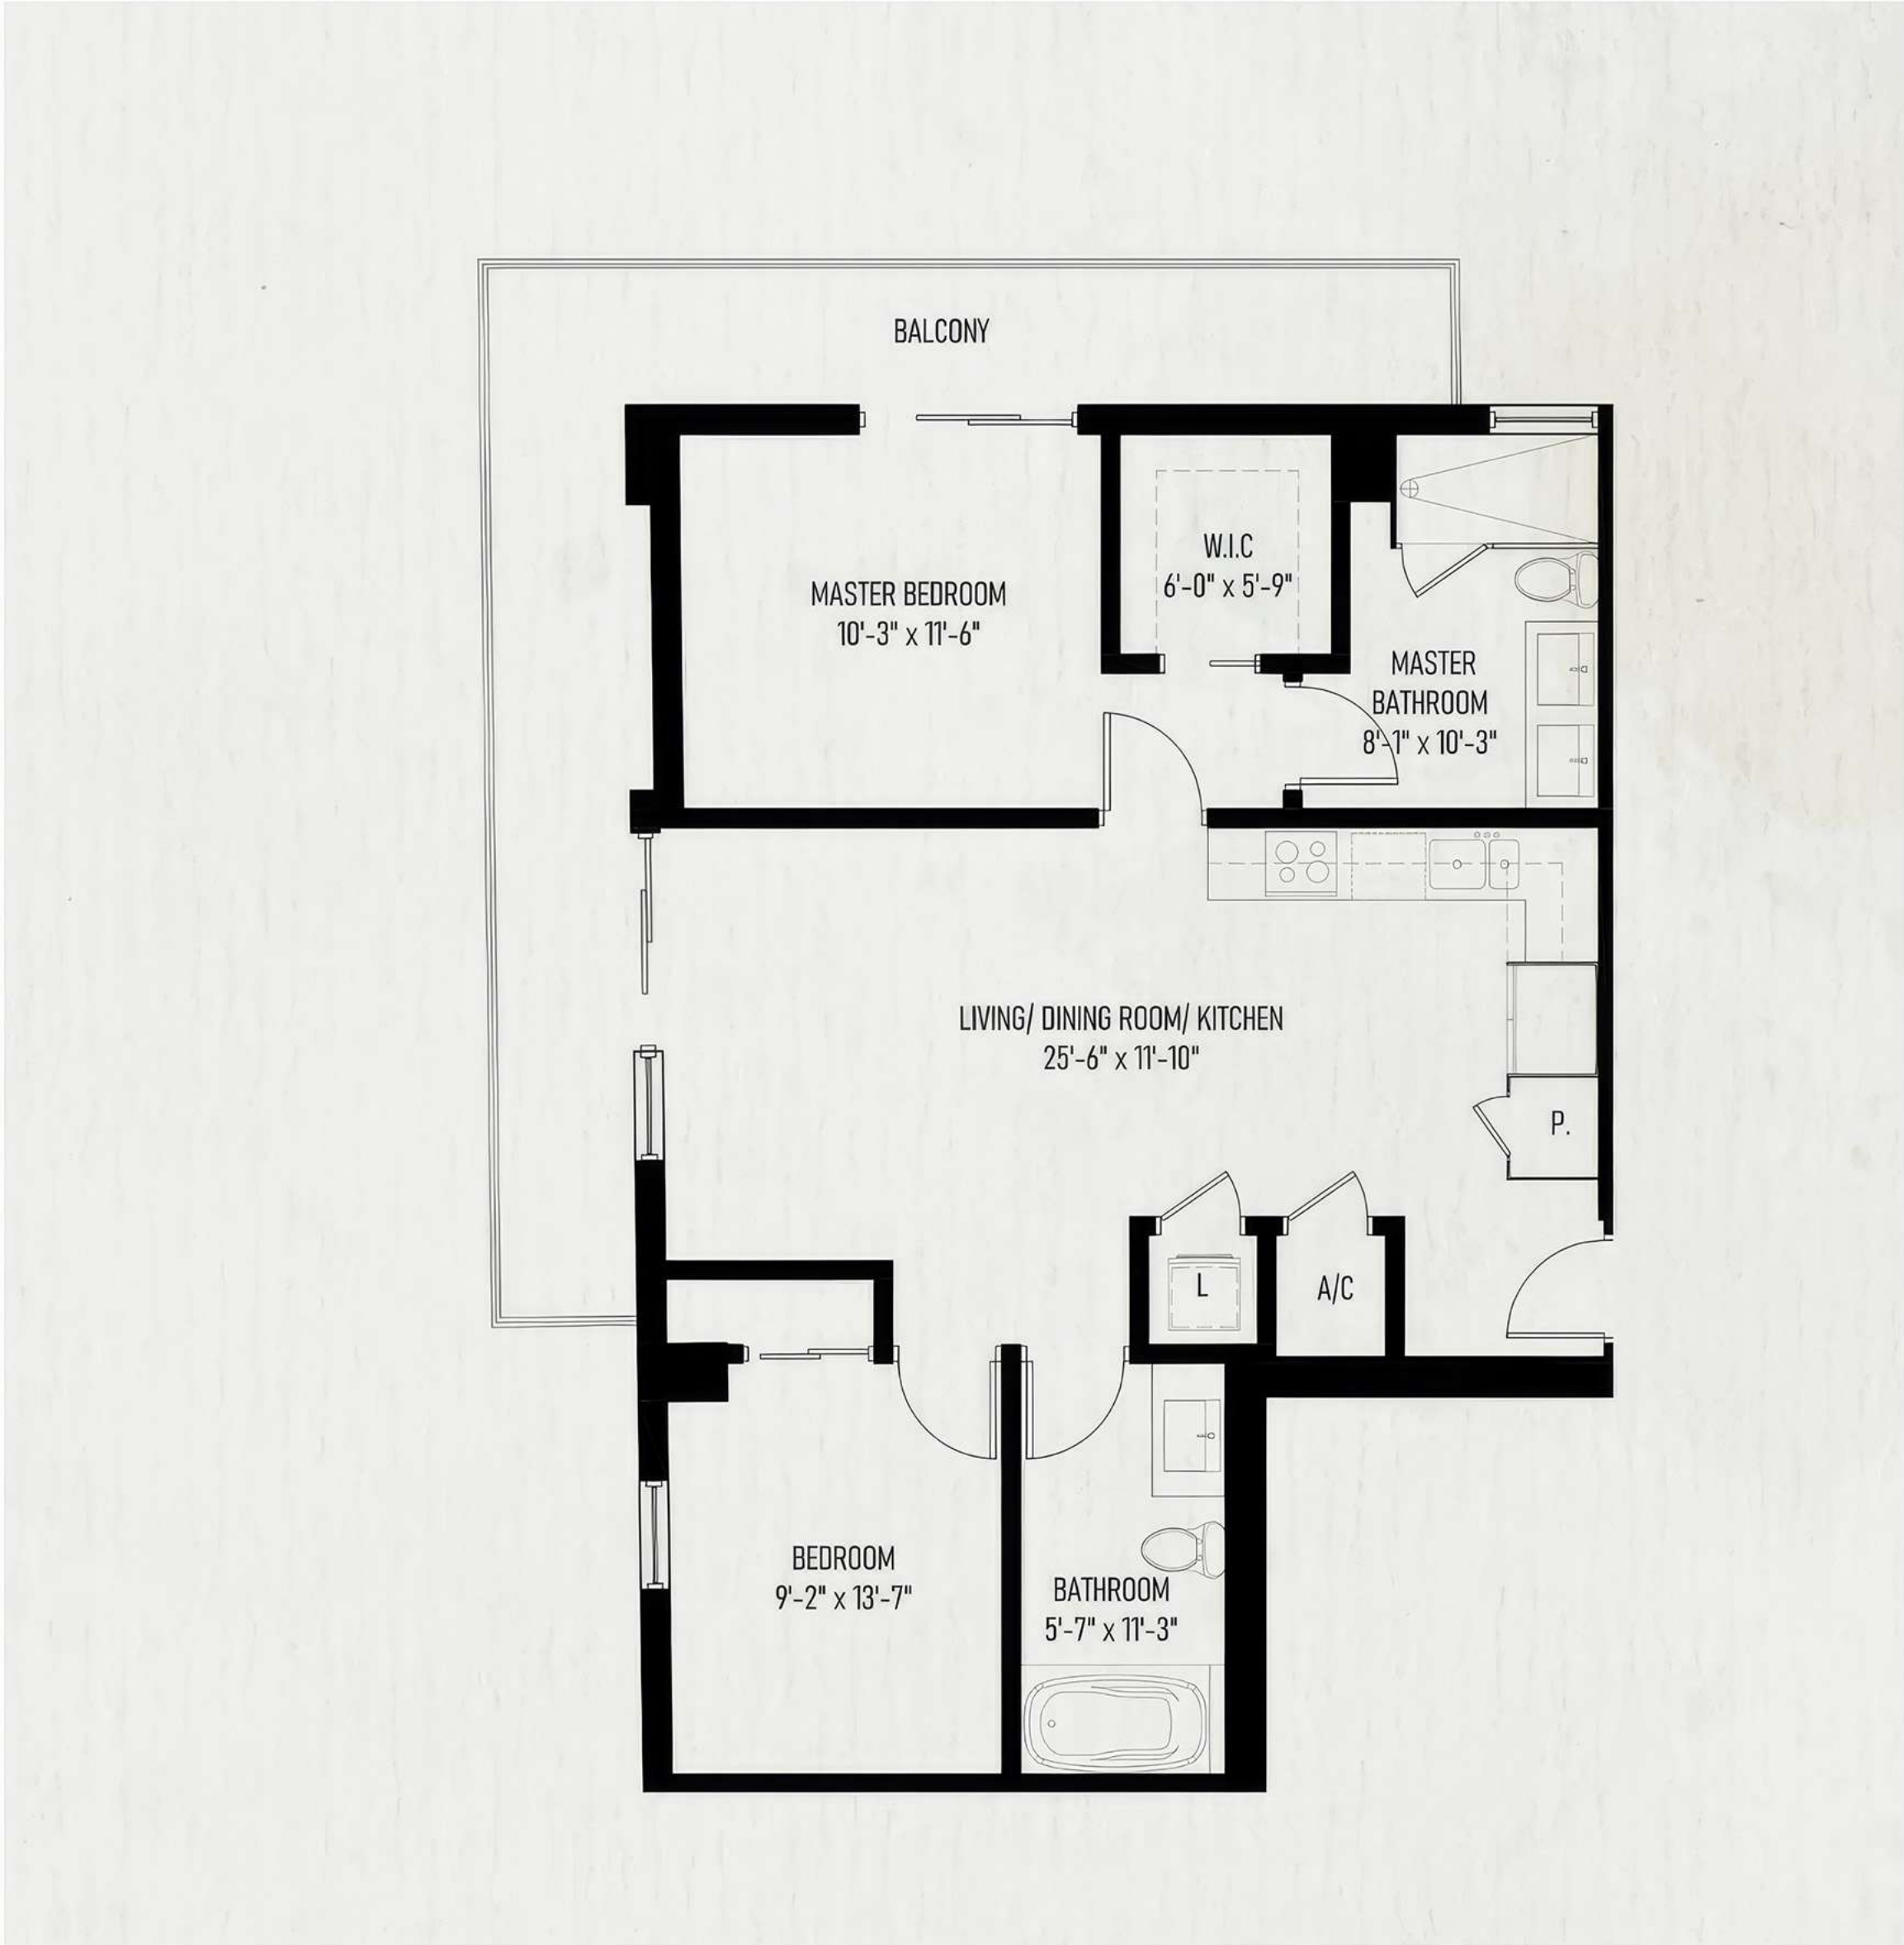 BALCONY
W.I.C
6'-0" x 5'-9"
MASTER BEDROOM
10'-3" x 11'-6"
MASTER
BATHROOM
8'-1" x 10'-3"
LIVING/ DINING ROOM/ KITCHEN
25'-6" x 11'-10"
P.
L
A/C
BEDROOM
9'-2" x 13'-7"
BATHROOM
5'-7" x 11'-3"